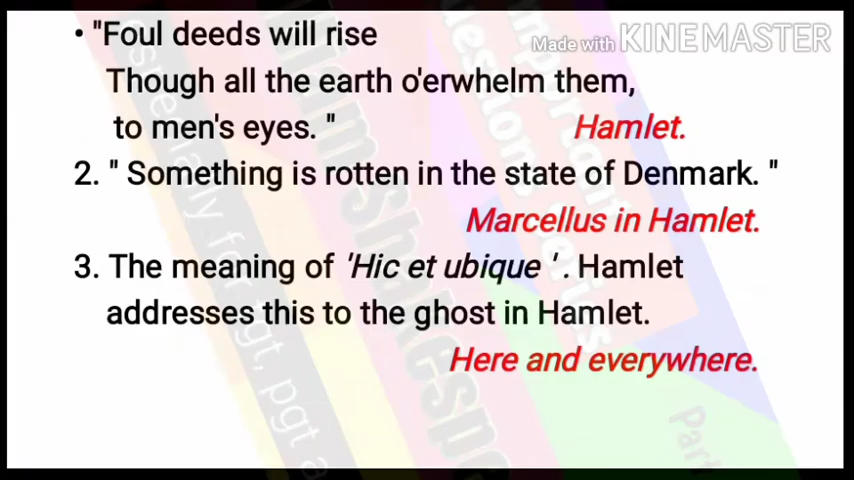 • "Foul deeds will rise
Made with KINEMASTER
Though all the earth o'erwhelm them,
to men's eyes. " Hamlet.
2. " Something is rotten in the state of Denmark. "
Marcellus in Hamlet.
3. The meaning of 'Hic et ubique ' . Hamlet
addresses this to the ghost in Hamlet.
Here and everywhere.
Part